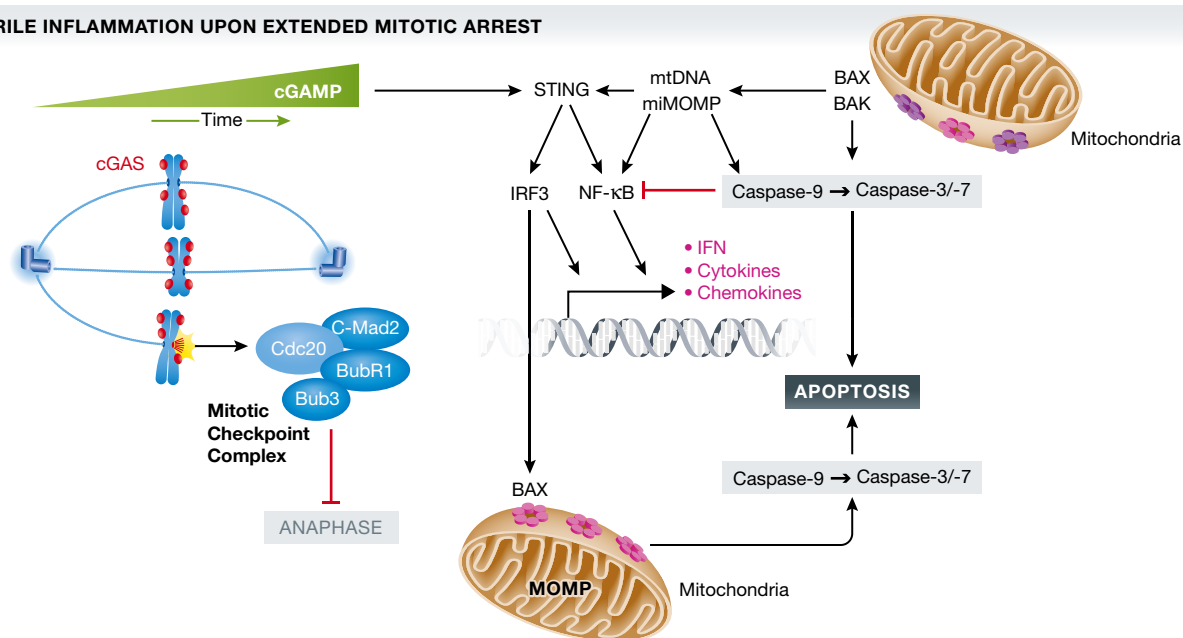 RILE INFLAMMATION UPON EXTENDED MITOTIC ARREST
cGAMP
Time
STING
mtDNA
miMOMP
BAX
BAK
Mitochondria
cGAS
IRF3
NF-κB
Caspase-9 → Caspase-3/-7
• IFN
• Cytokines
• Chemokines
Cdc20
C-Mad2
BubR1
Bub3
Mitotic
Checkpoint
Complex
ANAPHASE
APOPTOSIS
Caspase-9 → Caspase-3/-7
BAX
MOMP
Mitochondria